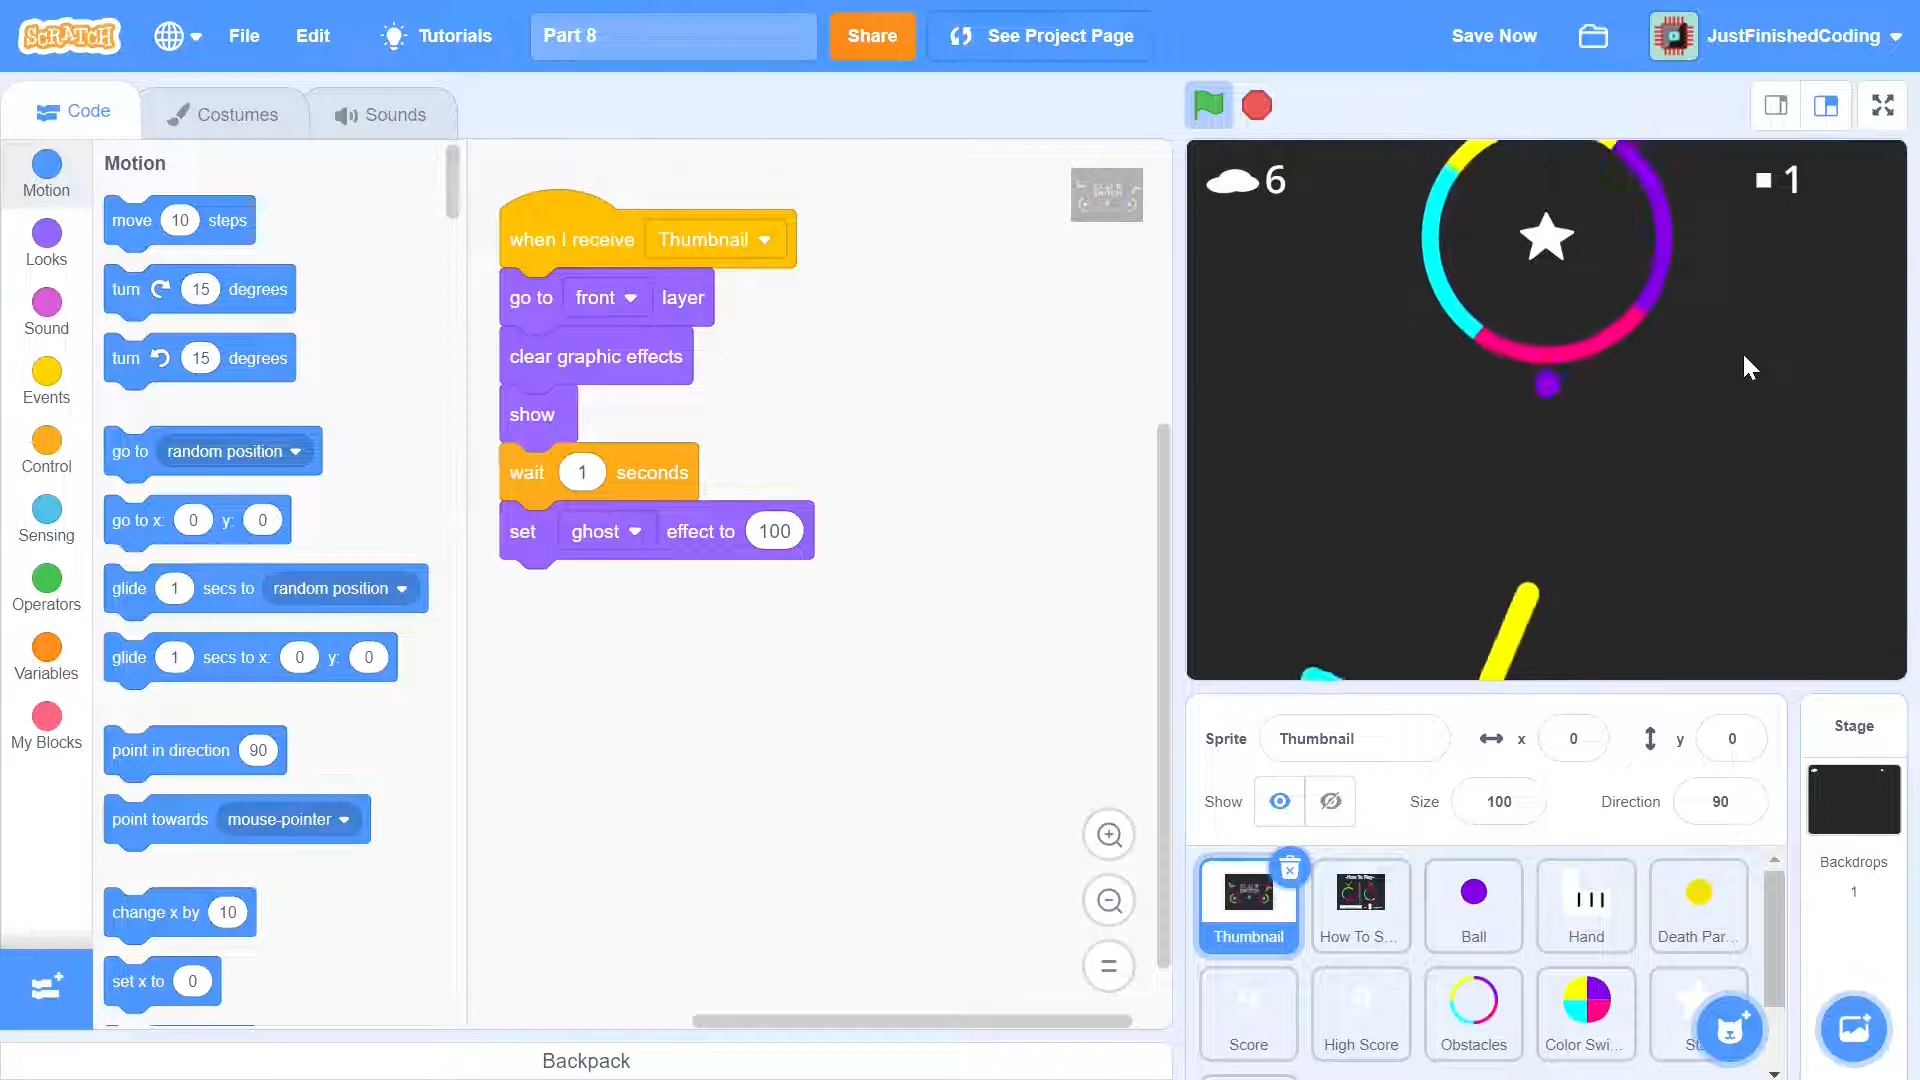 SCRATCH
File
Edit
Tutorials
Part 8
Share
See Project Page
Save Now
JustFinishedCoding
Code
Costumes
Sounds
Motion
Looks
Sound
Events
Control
Sensing
Operators
Variables
My Blocks
Motion
move 10 steps
turn 15 degrees
turn 15 degrees
go to random position
go to x: 0 y: 0
glide 1 secs to random position
glide 1 secs to x: 0 y: 0
point in direction 90
point towards mouse-pointer
change x by 10
set x to 0
when I receive Thumbnail
go to front layer
clear graphic effects
show
wait 1 seconds
set ghost effect to 100
Backpack
6
1
Sprite Thumbnail x 0 y 0
Show Size 100 Direction 90
Thumbnail
How To S...
Ball
Hand
Death Par...
Score
High Score
Obstacles
Color Swi...
Stage
Backdrops
1